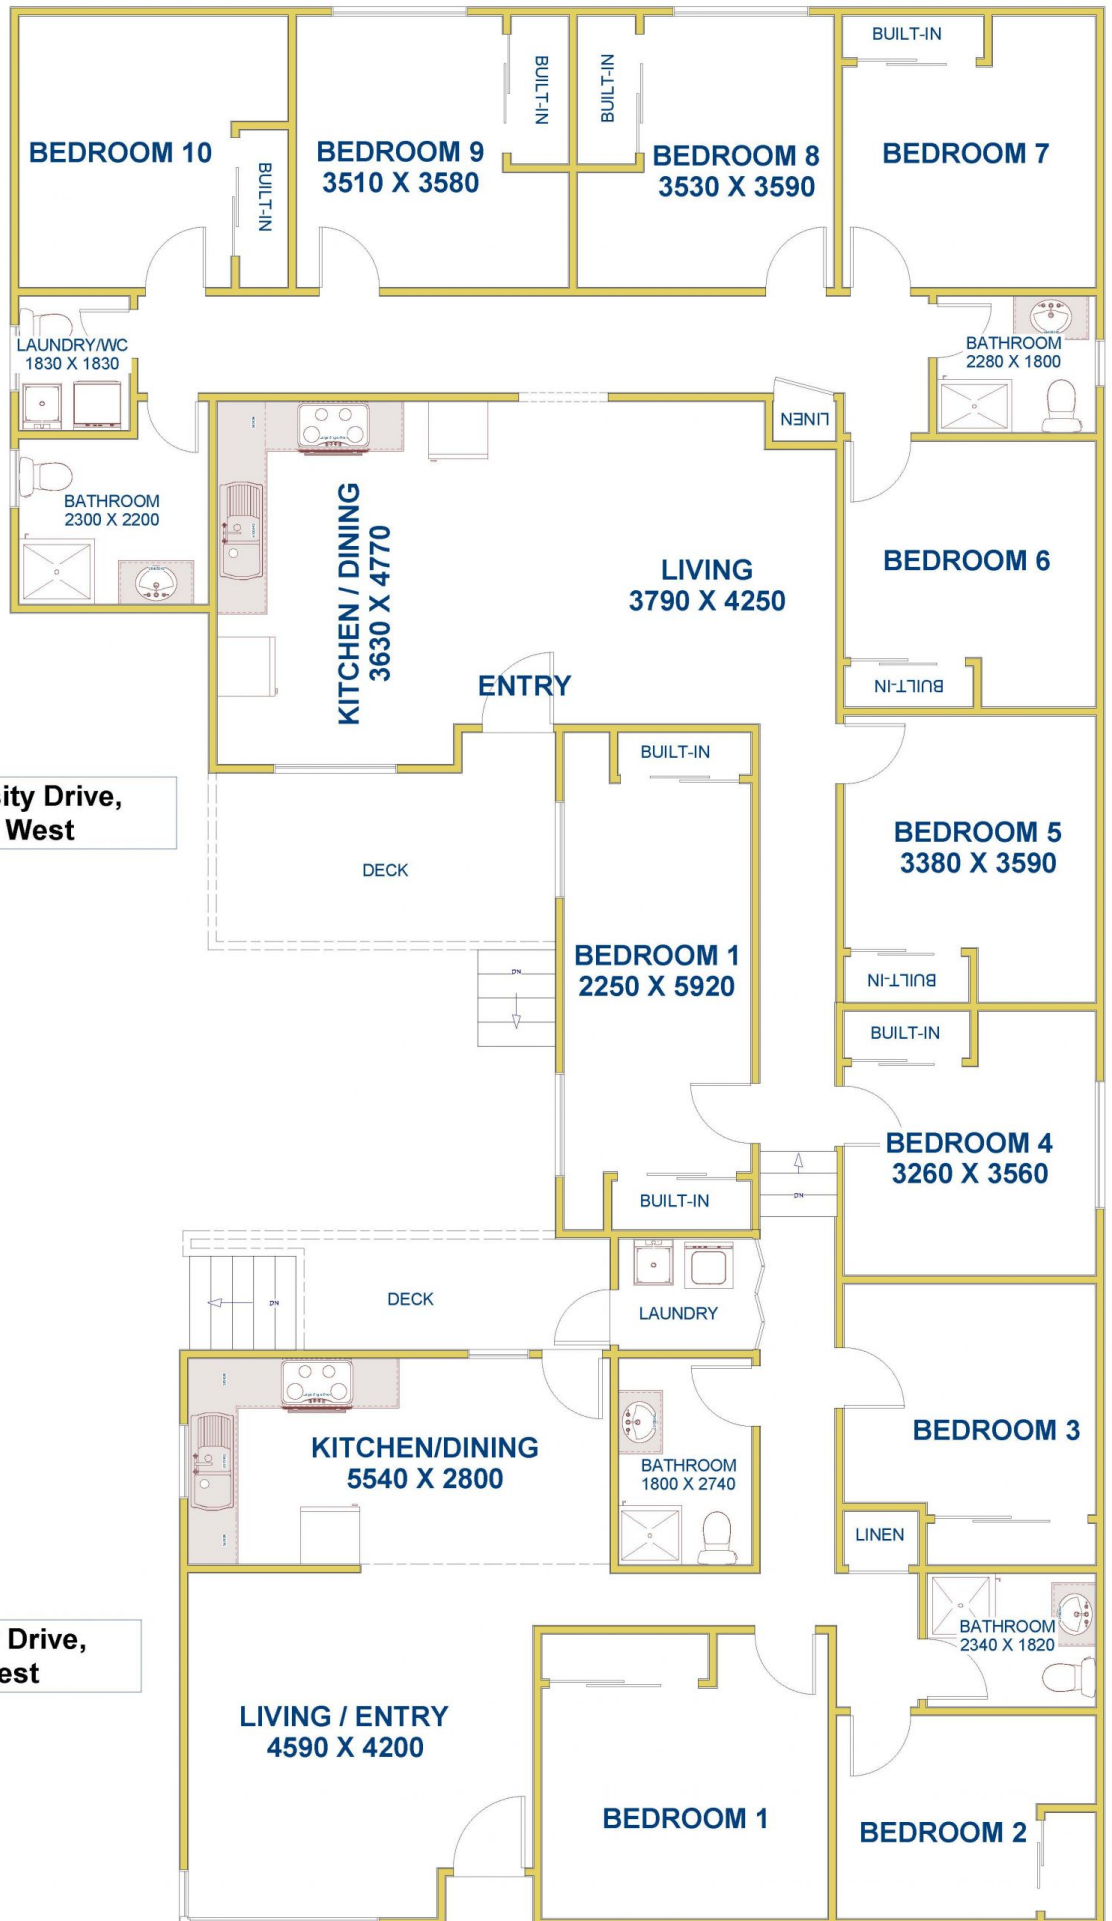 BUILT-IN
BUILT-IN
BUILT-IN
BEDROOM 10
BEDROOM 9
3510 X 3580
BEDROOM 8
3530 X 3590
BEDROOM 7
BUILT-IN
LAUNDRY/WC
1830 X 1830
BATHROOM
2280 X 1800
LINEN
BATHROOM
2300 X 2200
KITCHEN / DINING
3630 X 4770
LIVING
3790 X 4250
BEDROOM 6
ENTRY
BUILT-IN
BUILT-IN
sity Drive,
West
DECK
BEDROOM 5
3380 X 3590
BEDROOM 1
2250 X 5920
DN
BUILT-IN
BUILT-IN
BEDROOM 4
3260 X 3560
BUILT-IN
DN
DECK
DN
LAUNDRY
KITCHEN/DINING
5540 X 2800
BEDROOM 3
BATHROOM
1800 X 2740
LINEN
Drive,
est
BATHROOM
2340 X 1820
LIVING / ENTRY
4590 X 4200
BEDROOM 1
BEDROOM 2